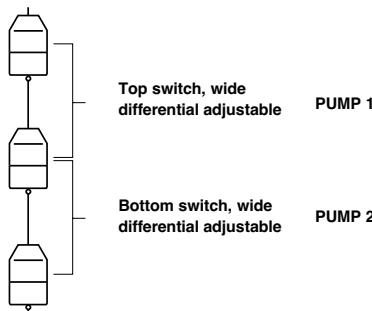 Top switch, wide
differential adjustable
PUMP 1
Bottom switch, wide
differential adjustable
PUMP 2